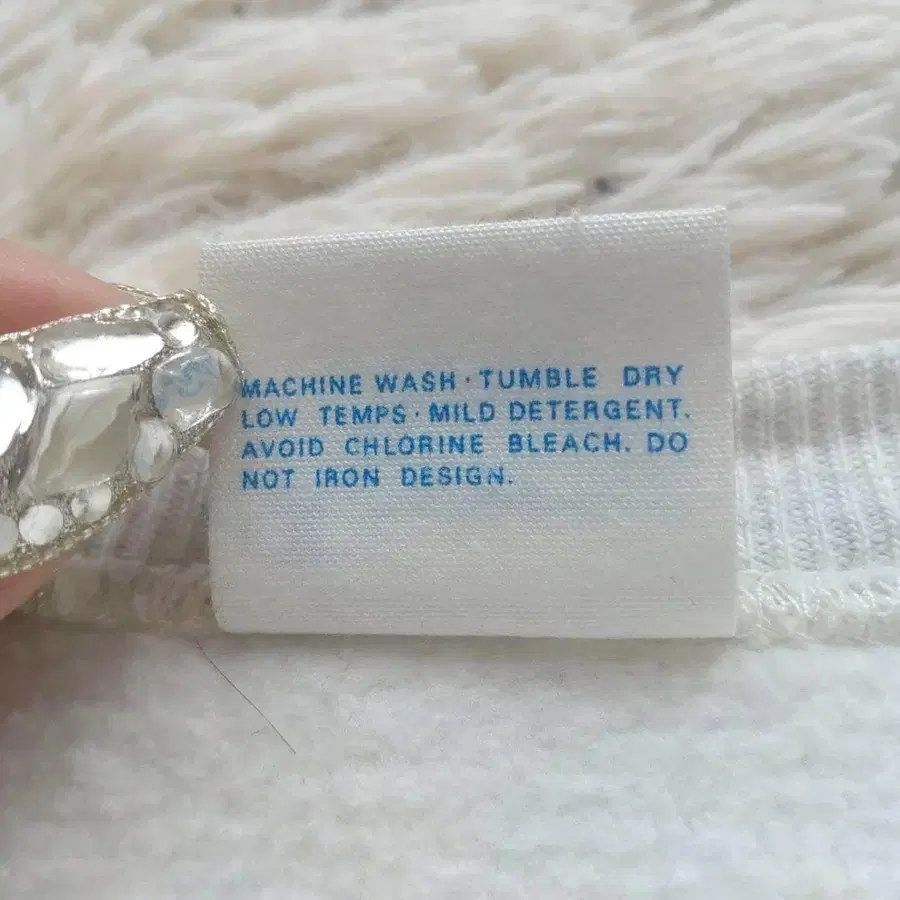 MACHINE WASH · TUMBLE DRY
LOW TEMPS · MILD DETERGENT.
AVOID CHLORINE BLEACH. DO
NOT IRON DESIGN.